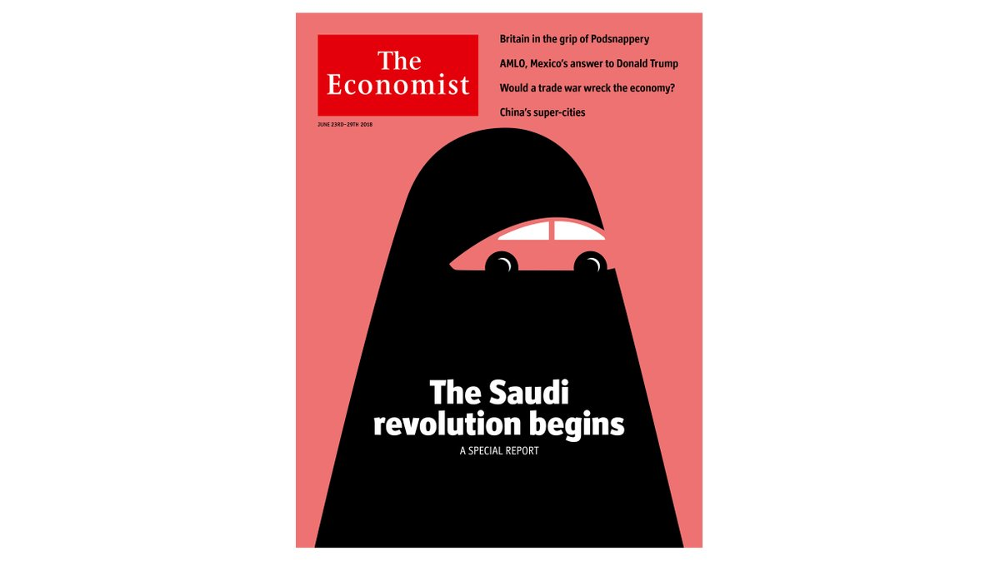 The
Economist
JUNE 23RD–29TH 2018
Britain in the grip of Podsnappery
AMLO, Mexico’s answer to Donald Trump
Would a trade war wreck the economy?
China’s super-cities
The Saudi
revolution begins
A SPECIAL REPORT